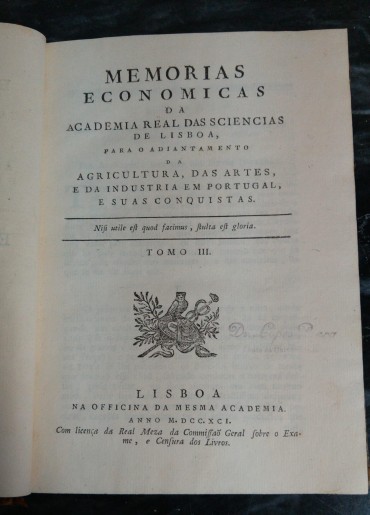 MEMORIAS
ECONOMICAS
DA
ACADEMIA REAL DAS SCIENCIAS
DE LISBOA,
PARA O ADIANTAMENTO
DA
AGRICULTURA, DAS ARTES,
E DA INDUSTRIA EM PORTUGAL,
E SUAS CONQUISTAS.
Niſi utile eſt quod facimus, ſtulta eſt gloria.
TOMO III.
LISBOA
NA OFFICINA DA MESMA ACADEMIA.
ANNO M.DCC.XCI.
Com licença da Real Meza da Commiſſaõ Geral ſobre o Exa-
me, e Cenſura dos Livros.